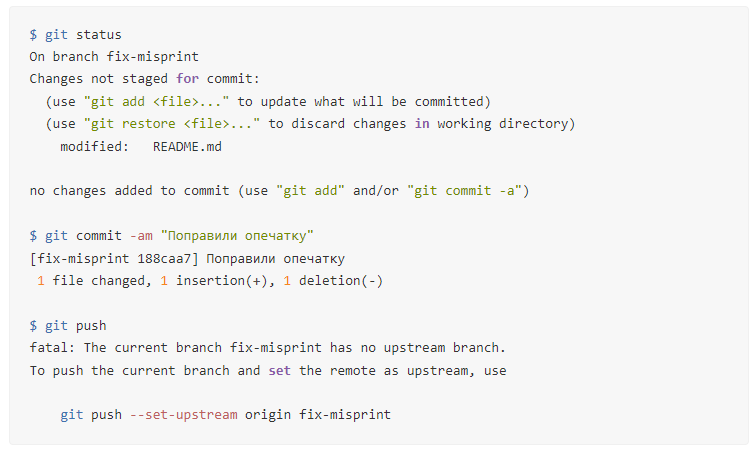 $ git status
On branch fix-misprint
Changes not staged for commit:
  (use "git add <file>..." to update what will be committed)
  (use "git restore <file>..." to discard changes in working directory)
    modified:   README.md

no changes added to commit (use "git add" and/or "git commit -a")

$ git commit -am "Поправили опечатку"
[fix-misprint 188caa7] Поправили опечатку
 1 file changed, 1 insertion(+), 1 deletion(-)

$ git push
fatal: The current branch fix-misprint has no upstream branch.
To push the current branch and set the remote as upstream, use

    git push --set-upstream origin fix-misprint